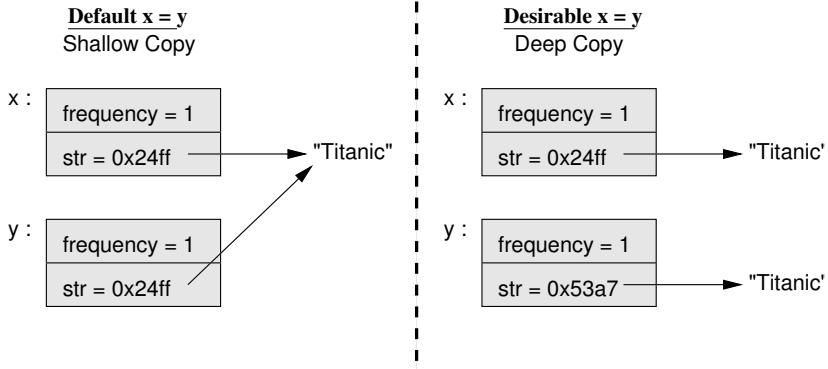 Default x = y
Shallow Copy
x :
frequency = 1
str = 0x24ff
"Titanic"
y :
frequency = 1
str = 0x24ff
Desirable x = y
Deep Copy
x :
frequency = 1
str = 0x24ff
"Titanic'
y :
frequency = 1
str = 0x53a7
"Titanic'